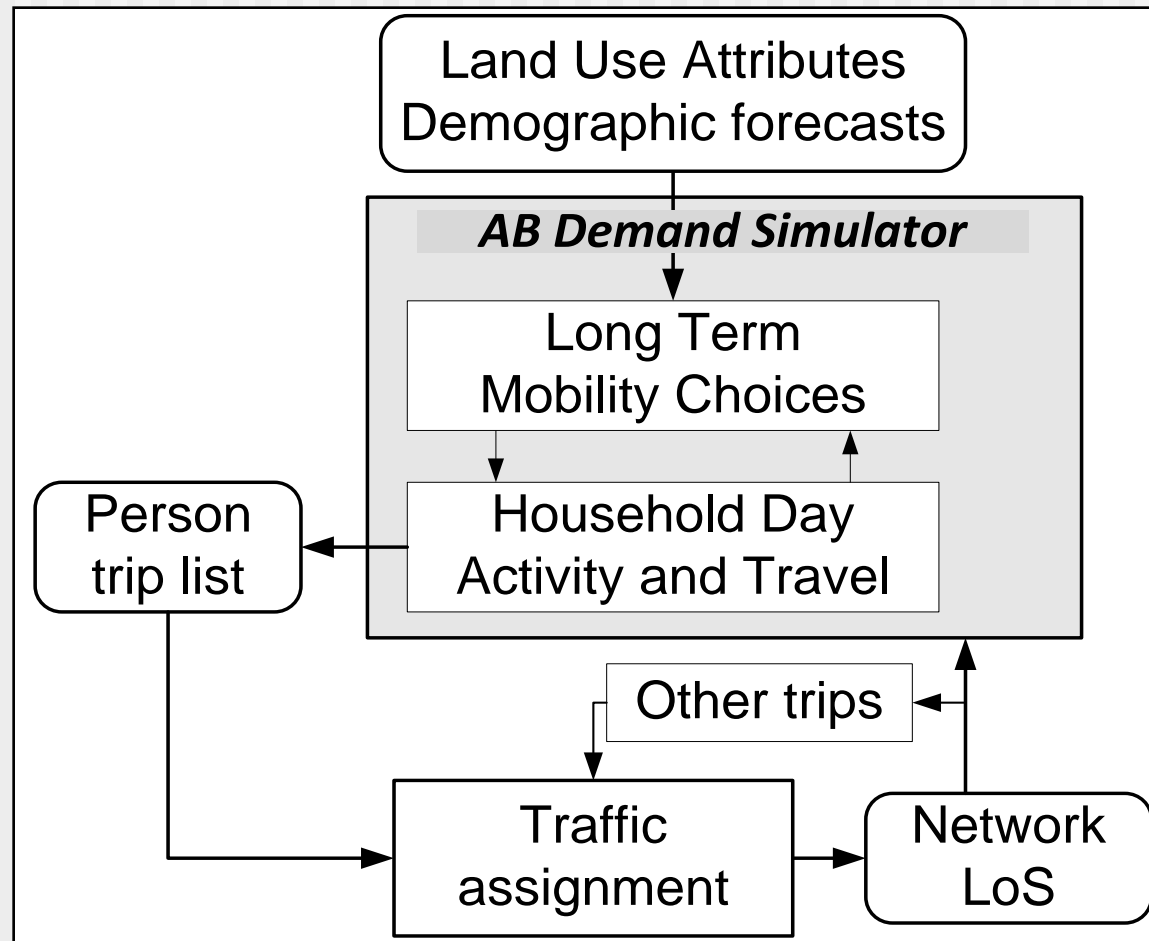 Land Use Attributes
Demographic forecasts
AB Demand Simulator
Long Term
Mobility Choices
Household Day
Activity and Travel
Person
trip list
Other trips
Traffic
assignment
Network
LoS